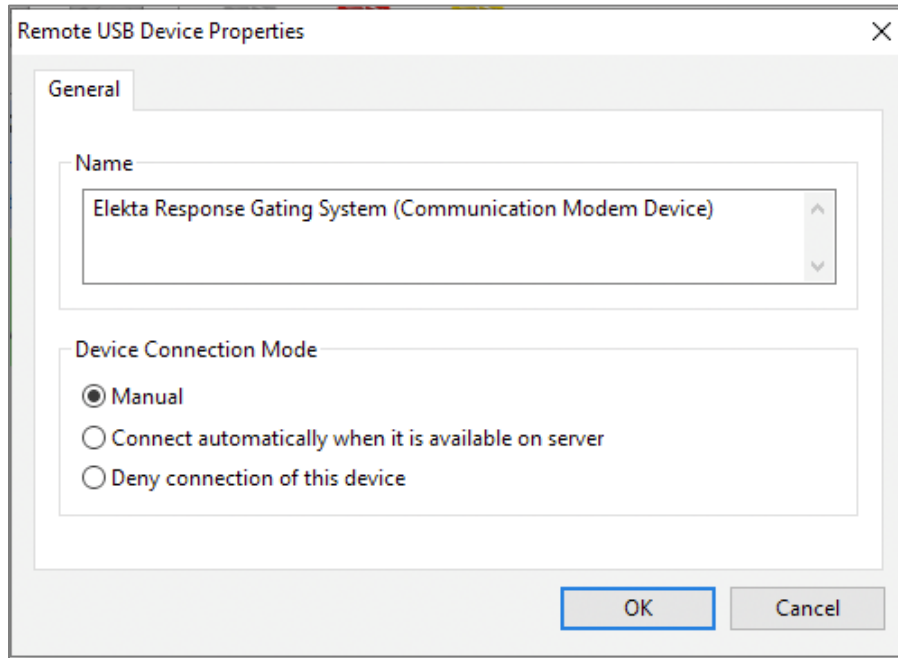 Remote USB Device Properties
General
Name
Elekta Response Gating System (Communication Modem Device)
Device Connection Mode
Manual
Connect automatically when it is available on server
Deny connection of this device
OK
Cancel